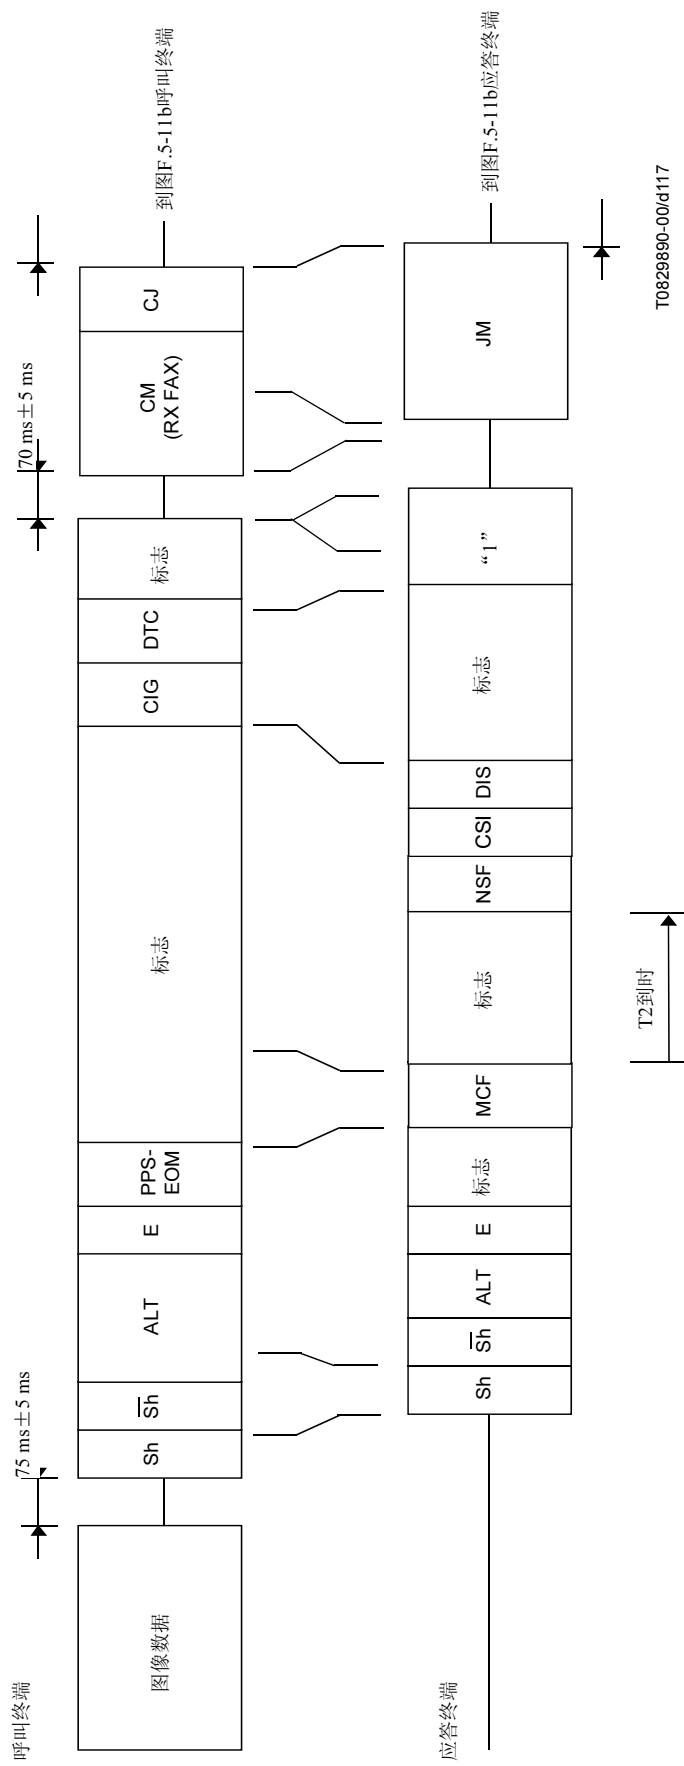 呼叫终端
75 ms±5 ms
70 ms±5 ms
图像数据
Sh
S̅h
ALT
E
PPS-
EOM
标志
CIG
DTC
标志
CM
(RX FAX)
CJ
到图F.5-11b呼叫终端
应答终端
Sh
S̅h
ALT
E
标志
MCF
标志
NSF
CSI
DIS
标志
“1”
JM
到图F.5-11b应答终端
T2到时
T0829890-00/d117